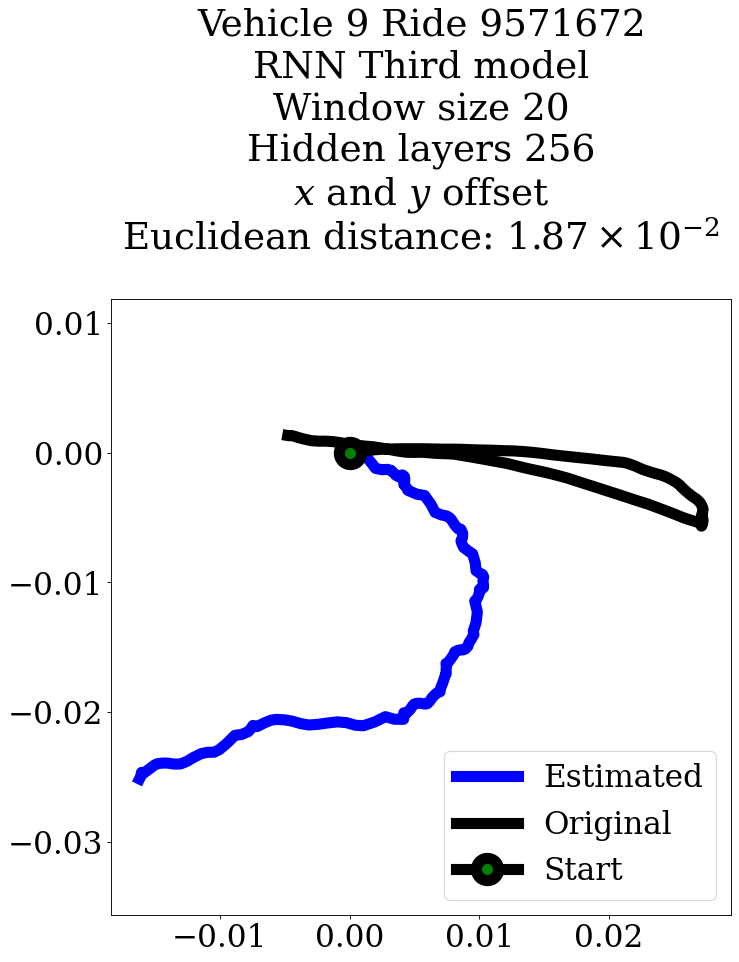 Vehicle 9 Ride 9571672
RNN Third model
Window size 20
Hidden layers 256
x and y offset
Euclidean distance: 1.87 × 10⁻²
0.01
0.00
−0.01
−0.02
−0.03
Estimated
Original
Start
−0.01 0.00 0.01 0.02